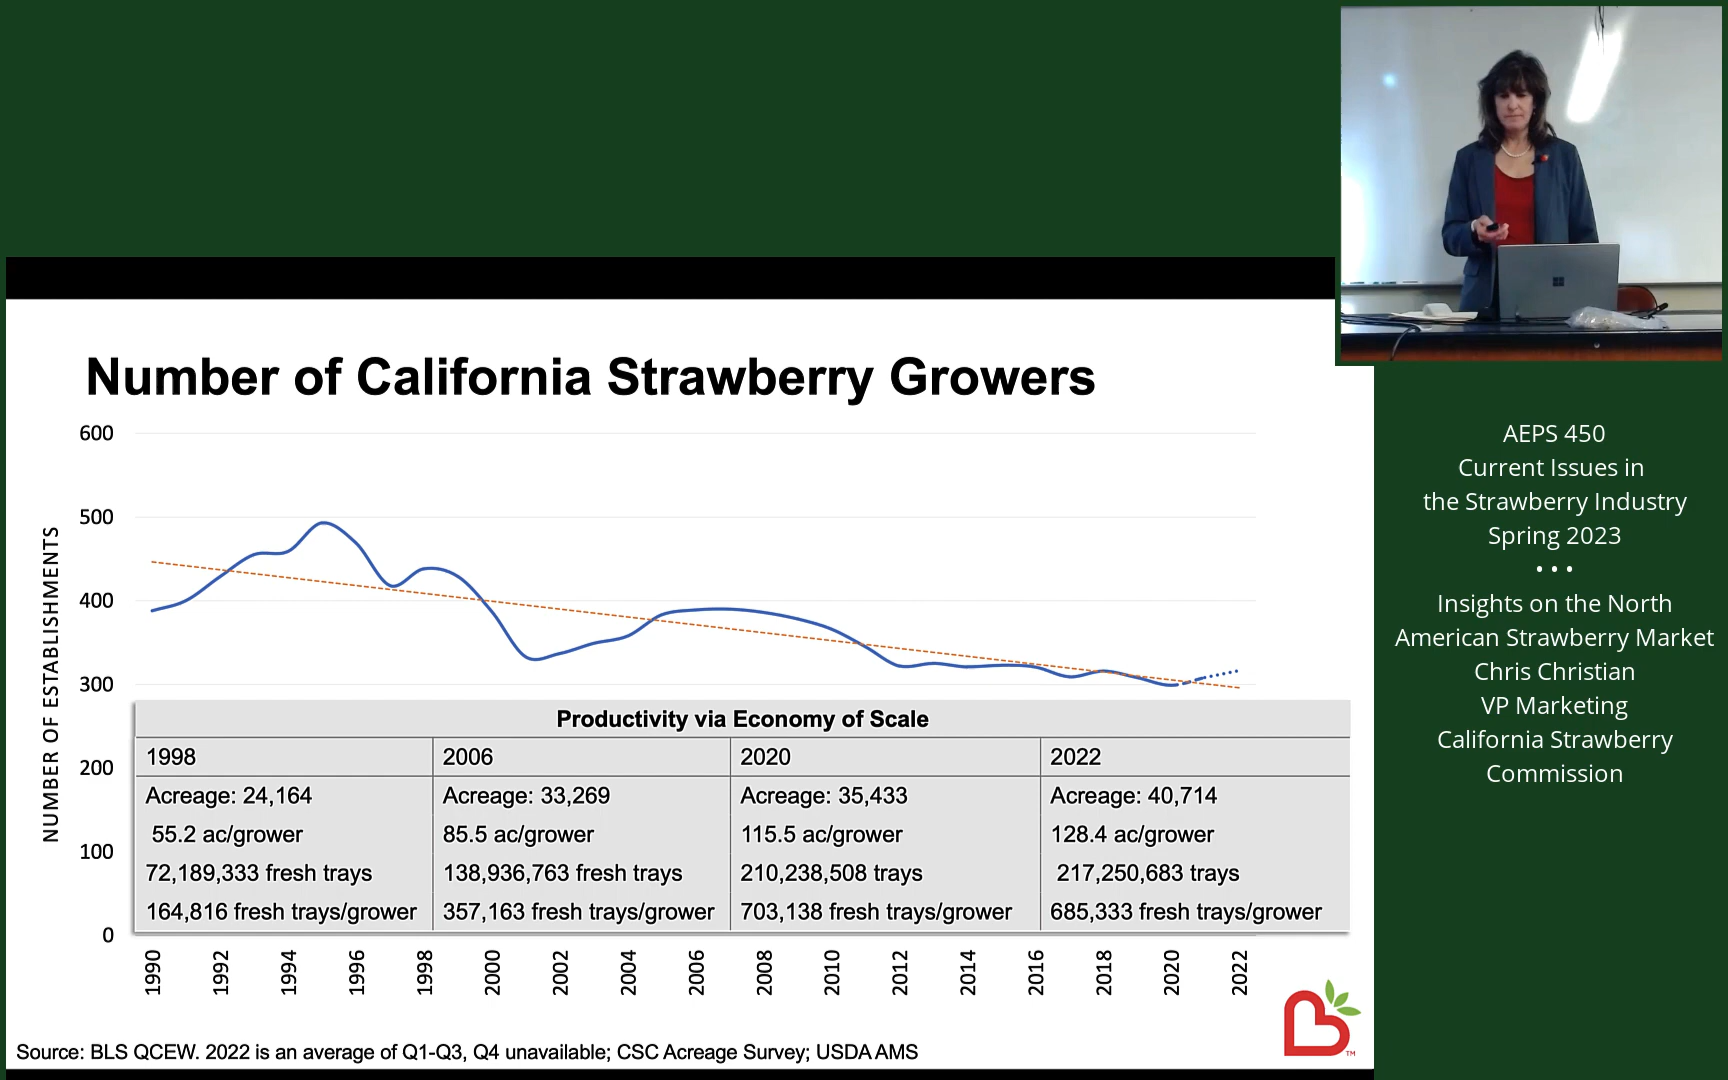 Number of California Strawberry Growers
NUMBER OF ESTABLISHMENTS
600
500
400
300
200
100
0
Productivity via Economy of Scale
1998 2006 2020 2022
Acreage: 24,164 Acreage: 33,269 Acreage: 35,433 Acreage: 40,714
55.2 ac/grower 85.5 ac/grower 115.5 ac/grower 128.4 ac/grower
72,189,333 fresh trays 138,936,763 fresh trays 210,238,508 trays 217,250,683 trays
164,816 fresh trays/grower 357,163 fresh trays/grower 703,138 fresh trays/grower 685,333 fresh trays/grower
1990 1992 1994 1996 1998 2000 2002 2004 2006 2008 2010 2012 2014 2016 2018 2020 2022
TM
Source: BLS QCEW. 2022 is an average of Q1-Q3, Q4 unavailable; CSC Acreage Survey; USDA AMS
AEPS 450
Current Issues in
the Strawberry Industry
Spring 2023
• • •
Insights on the North
American Strawberry Market
Chris Christian
VP Marketing
California Strawberry
Commission